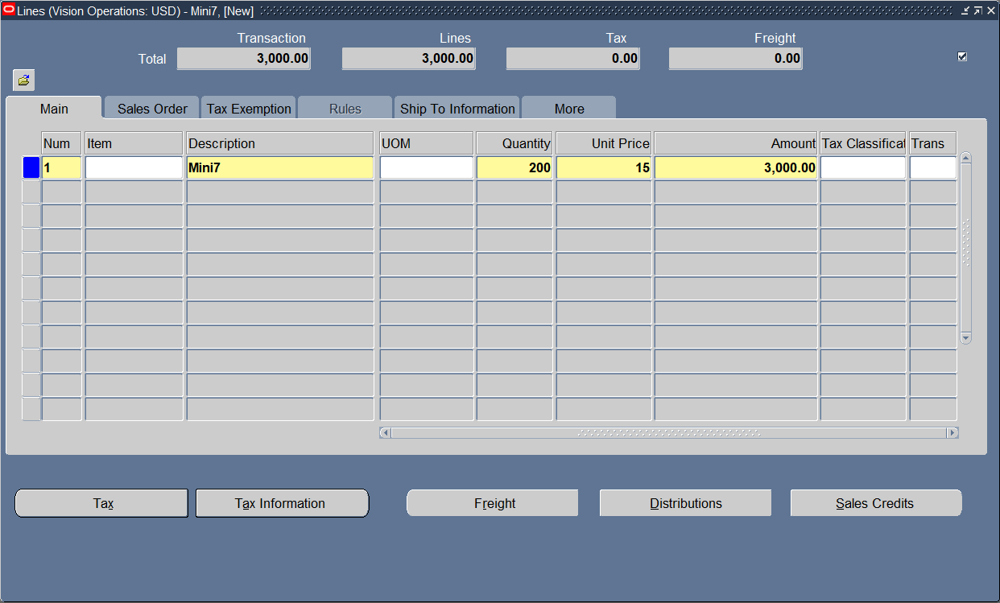 Lines (Vision Operations: USD) - Mini7, [New]
Transaction Lines Tax Freight
Total 3,000.00 3,000.00 0.00 0.00
Main Sales Order Tax Exemption Rules Ship To Information More
Num Item Description UOM Quantity Unit Price Amount Tax Classificat Trans
1 Mini7 200 15 3,000.00
Tax Tax Information Freight Distributions Sales Credits